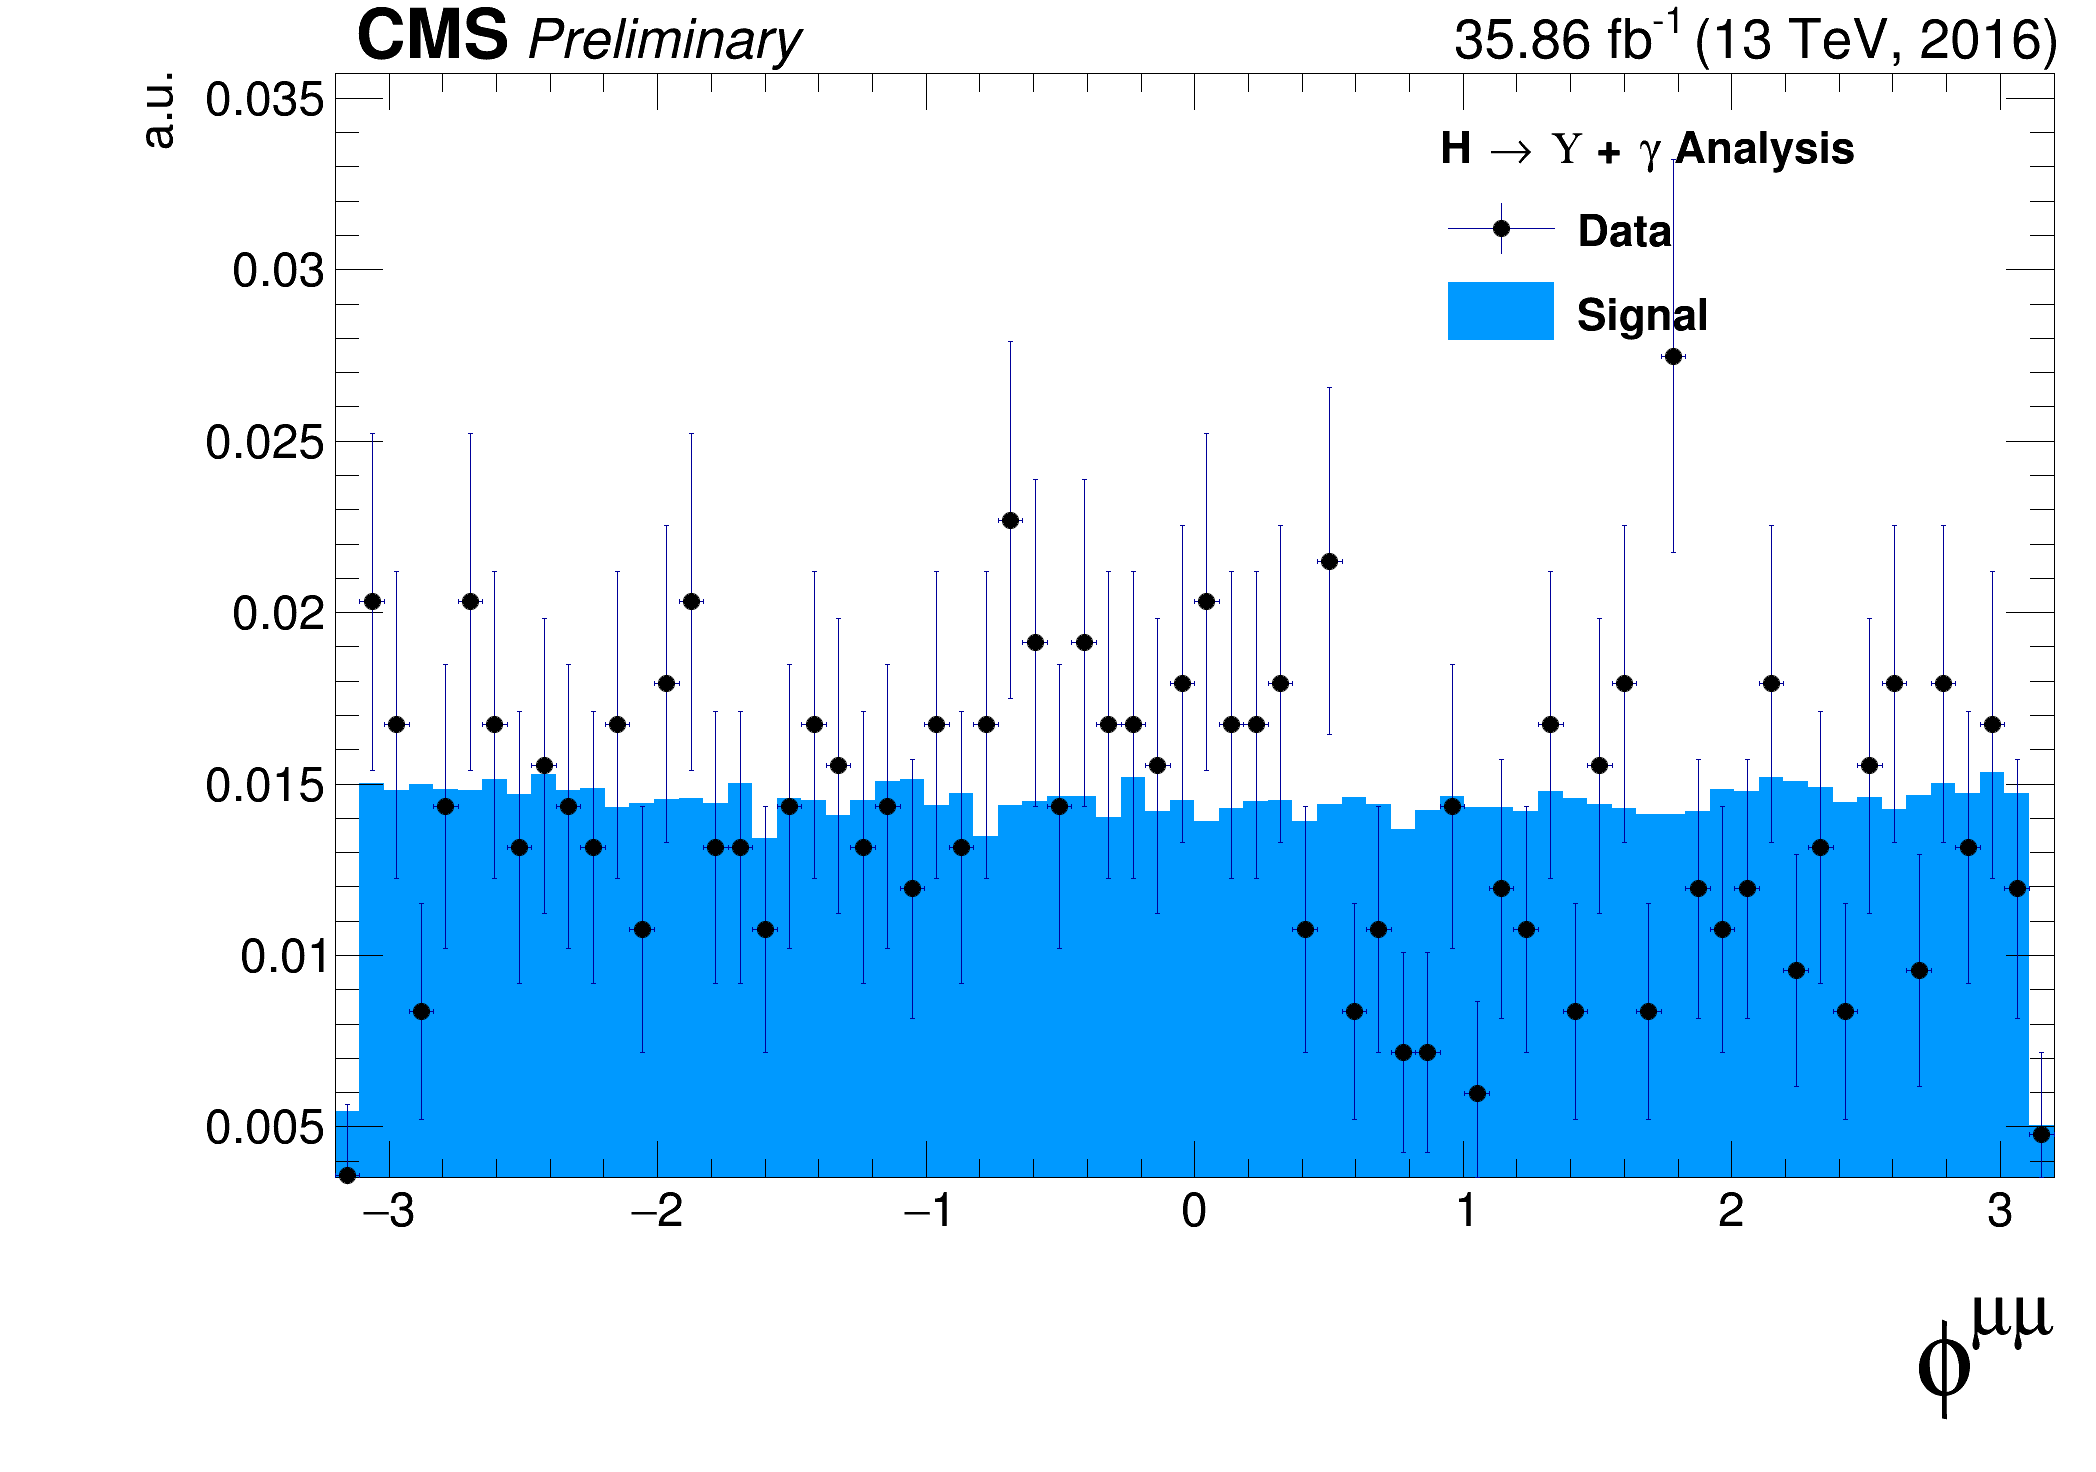 CMS Preliminary 35.86 fb⁻¹ (13 TeV, 2016)
a.u.
0.035
0.03
0.025
0.02
0.015
0.01
0.005
H → Υ + γ Analysis
Data
Signal
−3 −2 −1 0 1 2 3
ϕ^μμ